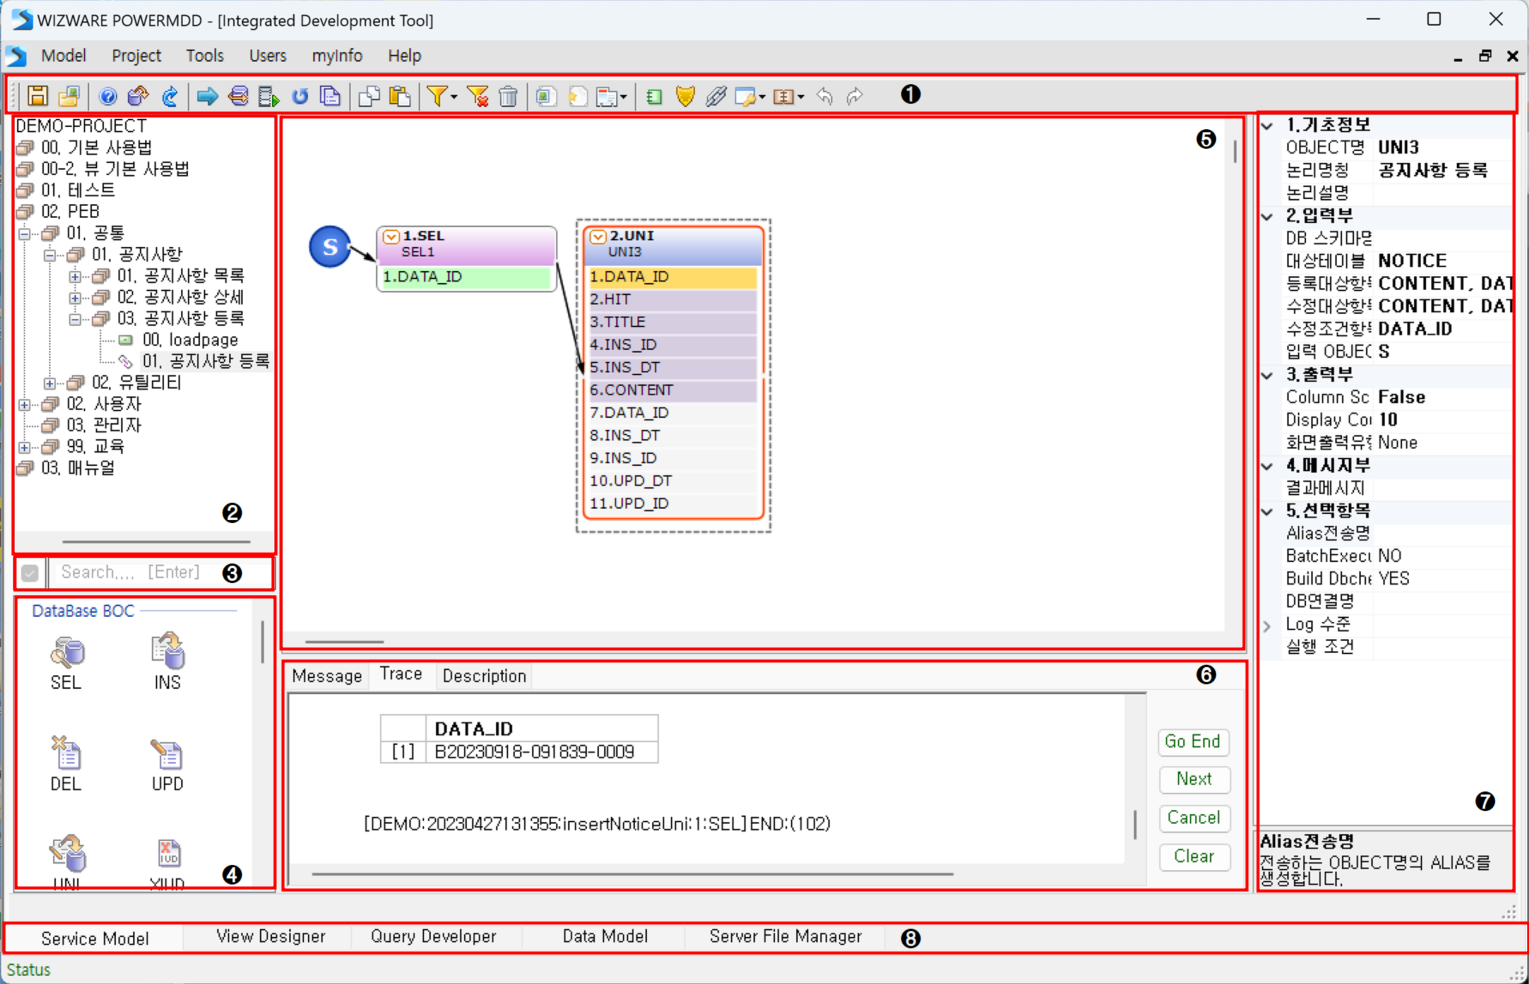 WIZWARE POWERMDD - [Integrated Development Tool]
Model Project Tools Users myInfo Help
❶
DEMO-PROJECT
00. 기본 사용법
00-2. 뷰 기본 사용법
01. 테스트
02. PEB
01. 공통
01. 공지사항
01. 공지사항 목록
02. 공지사항 상세
03. 공지사항 등록
00. loadpage
01. 공지사항 등록
02. 유틸리티
02. 사용자
03. 관리자
99. 교육
03. 매뉴얼
❷
Search.... [Enter] ❸
DataBase BOC
SEL INS
DEL UPD
UNI XIUD
IUD
❹
❺
S
1.SEL
SEL1
1.DATA_ID
2.UNI
UNI3
1.DATA_ID
2.HIT
3.TITLE
4.INS_ID
5.INS_DT
6.CONTENT
7.DATA_ID
8.INS_DT
9.INS_ID
10.UPD_DT
11.UPD_ID
Message Trace Description ❻
DATA_ID
[1] B20230918-091839-0009
[DEMO:20230427131355:insertNoticeUni:1:SEL]END:(102)
Go End
Next
Cancel
Clear
1.기초정보
OBJECT명 UNI3
논리명칭 공지사항 등록
논리설명
2.입력부
DB 스키마명
대상테이블 NOTICE
등록대상항목 CONTENT, DAT
수정대상항목 CONTENT, DAT
수정조건항목 DATA_ID
입력 OBJEC S
3.출력부
Column Sc False
Display Cou 10
화면출력유형 None
4.메시지부
결과메시지
5.선택항목
Alias전송명
BatchExecu NO
Build Dbche YES
DB연결명
Log 수준
실행 조건
❼
Alias전송명
전송하는 OBJECT명의 ALIAS를
생성합니다.
Service Model View Designer Query Developer Data Model Server File Manager ❽
Status